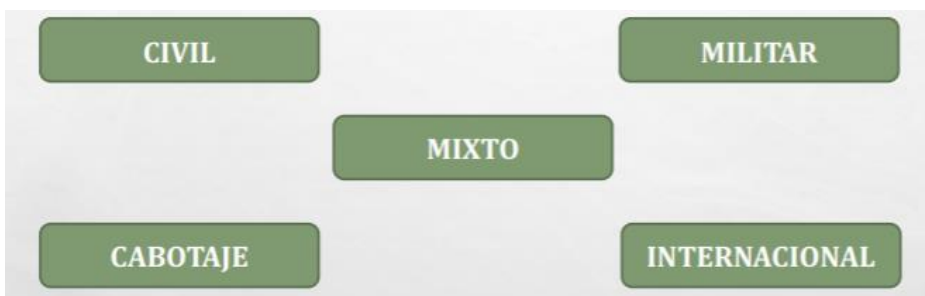 CIVIL
MILITAR
MIXTO
CABOTAJE
INTERNACIONAL